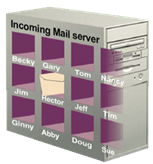 Incoming Mail server
Becky Gary Tom Nancy
Jim Hector Jeff Tim
Ginny Abby Doug Sue